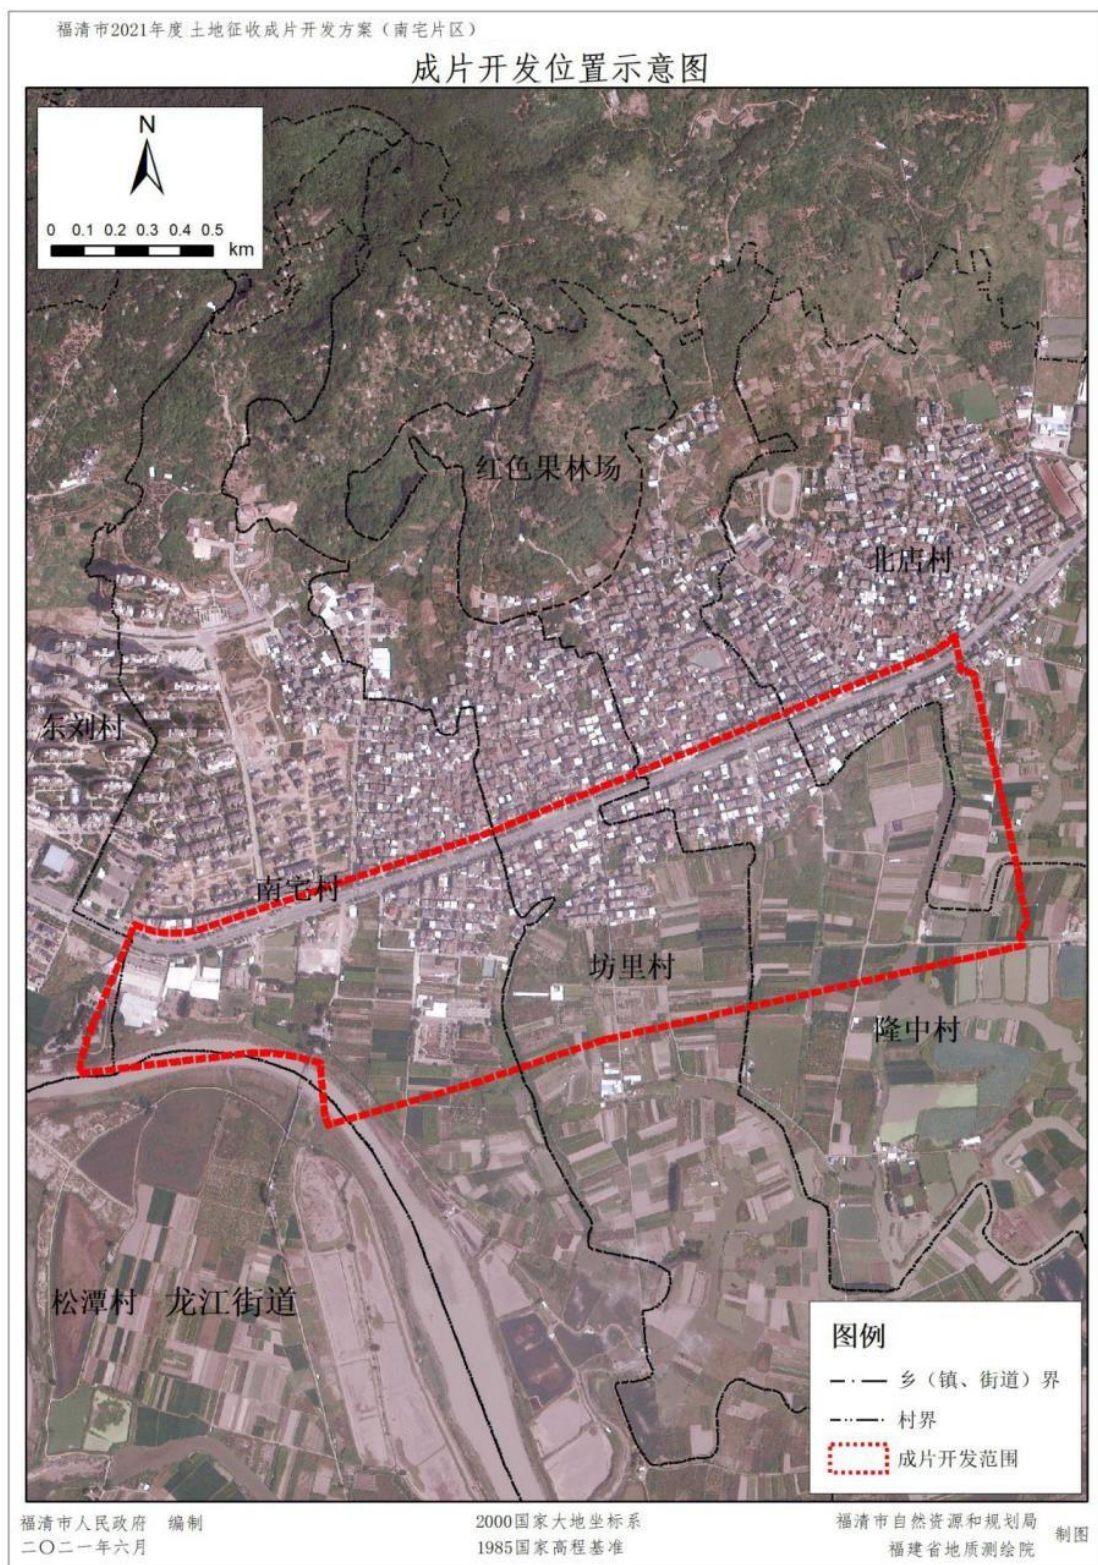 福清市2021年度土地征收成片开发方案（南宅片区）
成片开发位置示意图
N
0 0.1 0.2 0.3 0.4 0.5
km
红色果林场
北店村
东刘村
南宅村
坊里村
隆中村
松潭村 龙江街道
图例
乡（镇、街道）界
村界
成片开发范围
福清市人民政府 编制
二〇二一年六月
2000国家大地坐标系
1985国家高程基准
福清市自然资源和规划局
福建省地质测绘院
制图